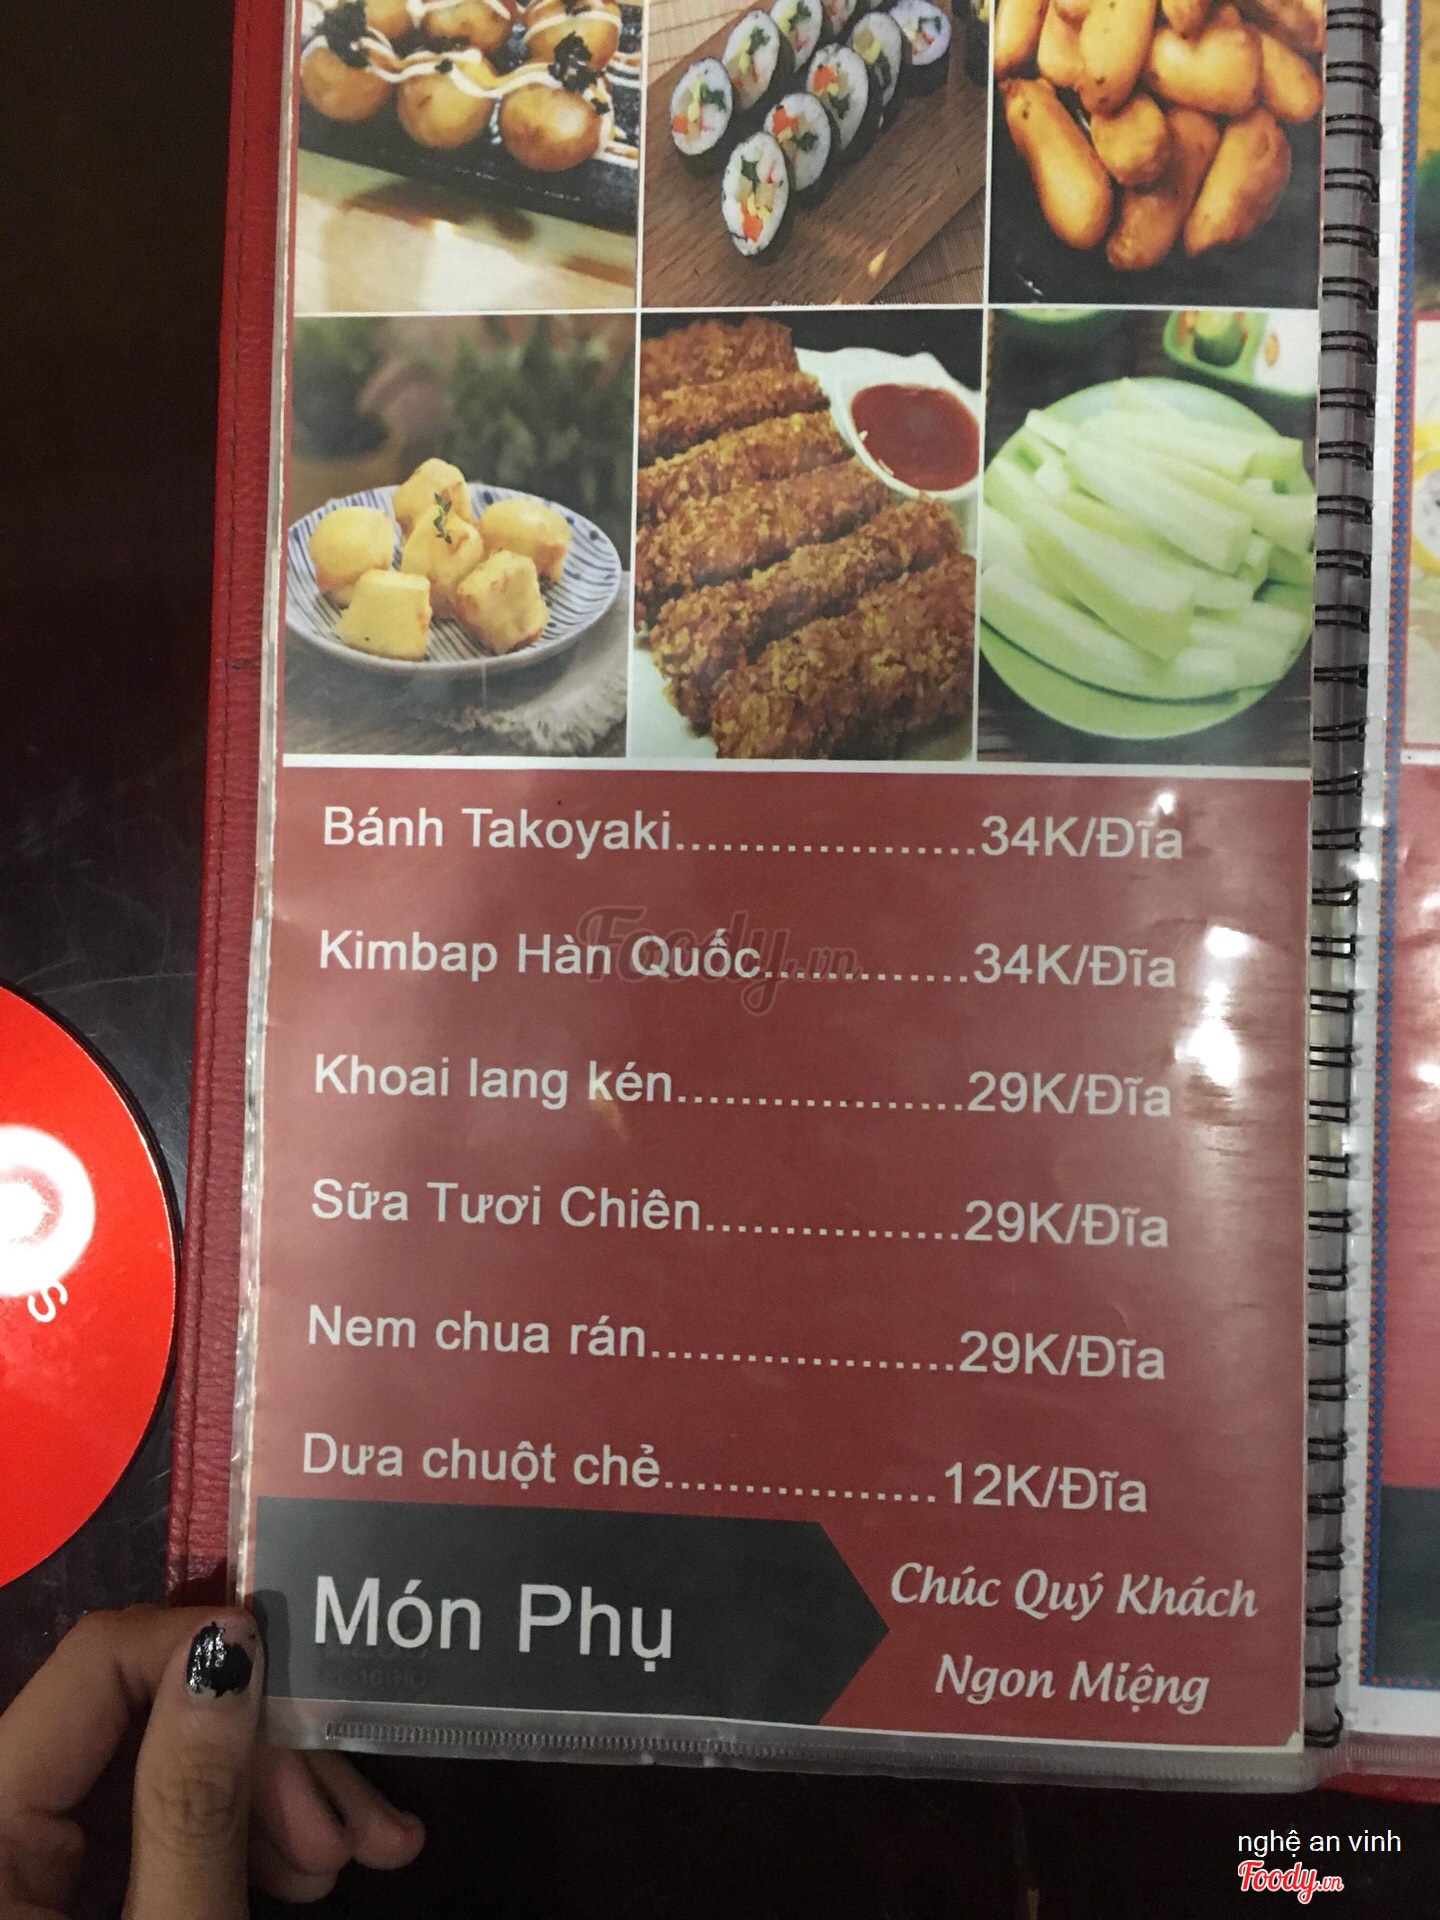 Bánh Takoyaki...................34K/Đĩa
Kimbap Hàn Quốc.............34K/Đĩa
Foody.vn
Khoai lang kén..................29K/Đĩa
Sữa Tươi Chiên................29K/Đĩa
Nem chua rán...................29K/Đĩa
Dưa chuột chẻ.................12K/Đĩa
Món Phụ
Chúc Quý Khách
Ngon Miệng
S
nghệ an vinh
Foody.vn